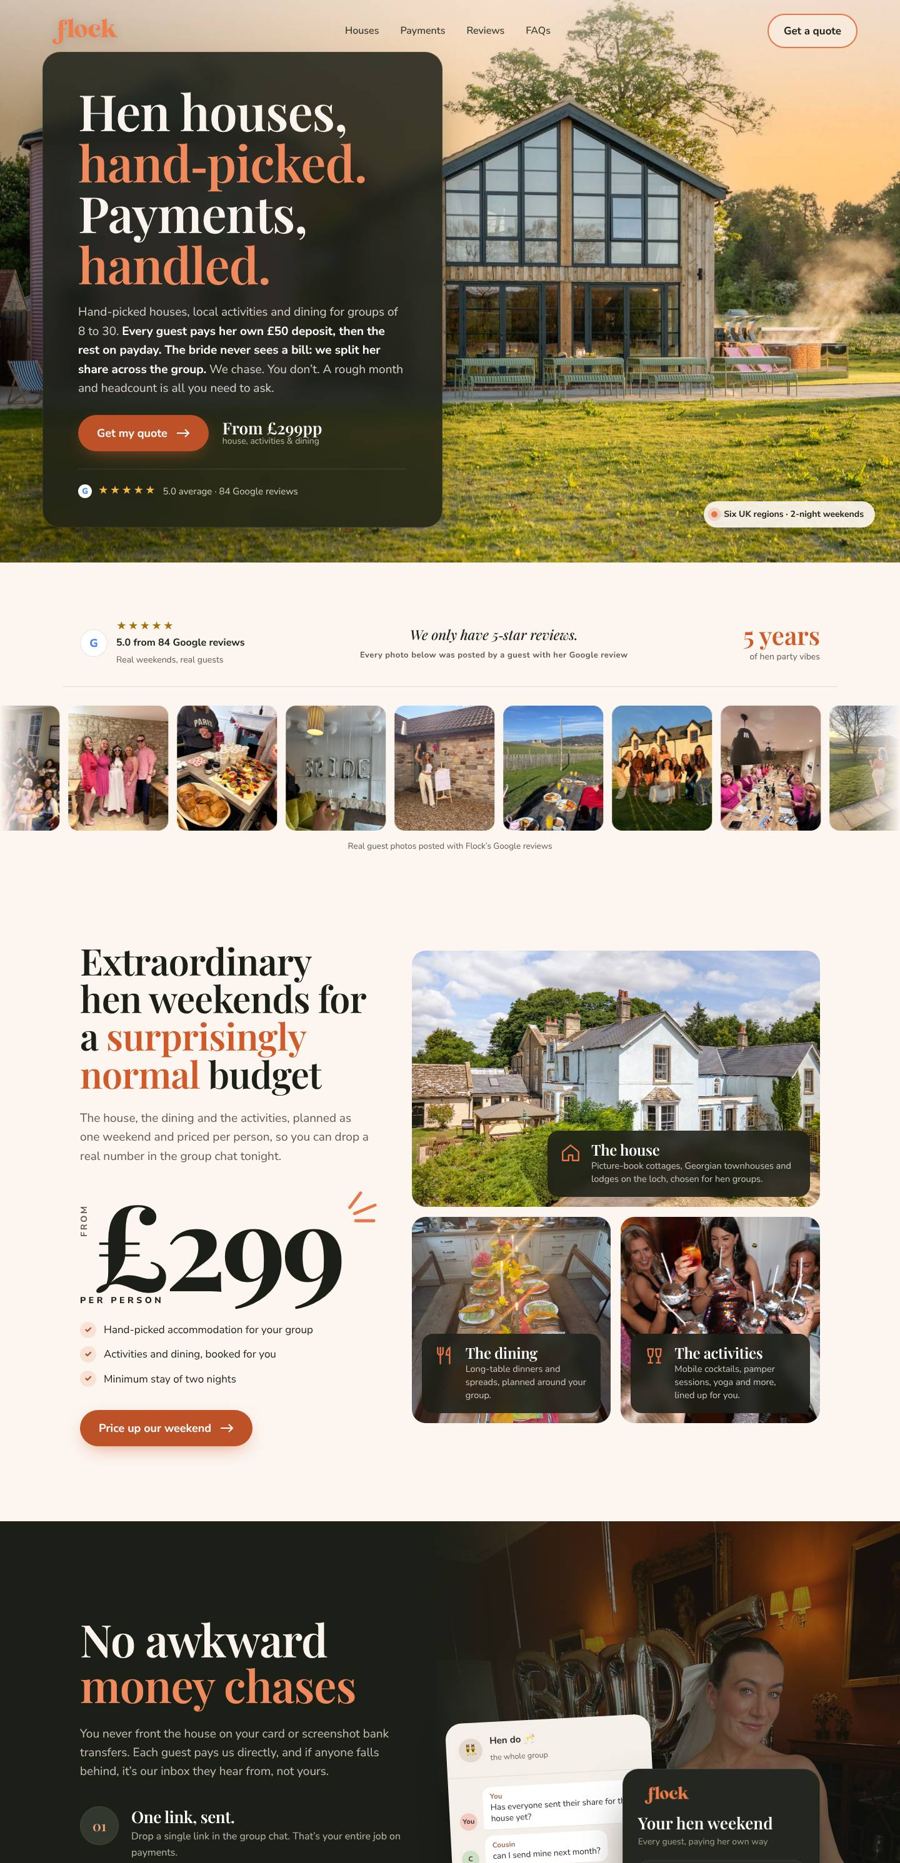 flock
Houses
Payments
Reviews
FAQs
Get a quote
Hen houses,
hand-picked.
Payments,
handled.
Hand-picked houses, local activities and dining for groups of
8 to 30. Every guest pays her own £50 deposit, then the
rest on payday. The bride never sees a bill: we split her
share across the group. We chase. You don't. A rough month
and headcount is all you need to ask.
Get my quote →
From £299pp
house, activities & dining
G ★★★★★ 5.0 average · 84 Google reviews
Six UK regions · 2-night weekends
★★★★★
G
5.0 from 84 Google reviews
Real weekends, real guests
We only have 5-star reviews.
Every photo below was posted by a guest with her Google review
5 years
of hen party vibes
PARIS
BRIDE
Real guest photos posted with Flock's Google reviews
Extraordinary
hen weekends for
a surprisingly
normal budget
The house, the dining and the activities, planned as
one weekend and priced per person, so you can drop a
real number in the group chat tonight.
FROM
£299
PER PERSON
Hand-picked accommodation for your group
Activities and dining, booked for you
Minimum stay of two nights
Price up our weekend →
The house
Picture-book cottages, Georgian townhouses and
lodges on the loch, chosen for hen groups.
The dining
Long-table dinners and
spreads, planned around your
group.
The activities
Mobile cocktails, pamper
sessions, yoga and more,
lined up for you.
No awkward
money chases
You never front the house on your card or screenshot bank
transfers. Each guest pays us directly, and if anyone falls
behind, it's our inbox they hear from, not yours.
01
One link, sent.
Drop a single link in the group chat. That's your entire job on
payments.
BRIDE
Hen do 🥂
the whole group
You
You
Has everyone sent their share for
house yet?
Cousin
C
can I send mine next month?
flock
Your hen weekend
Every guest, paying her own way